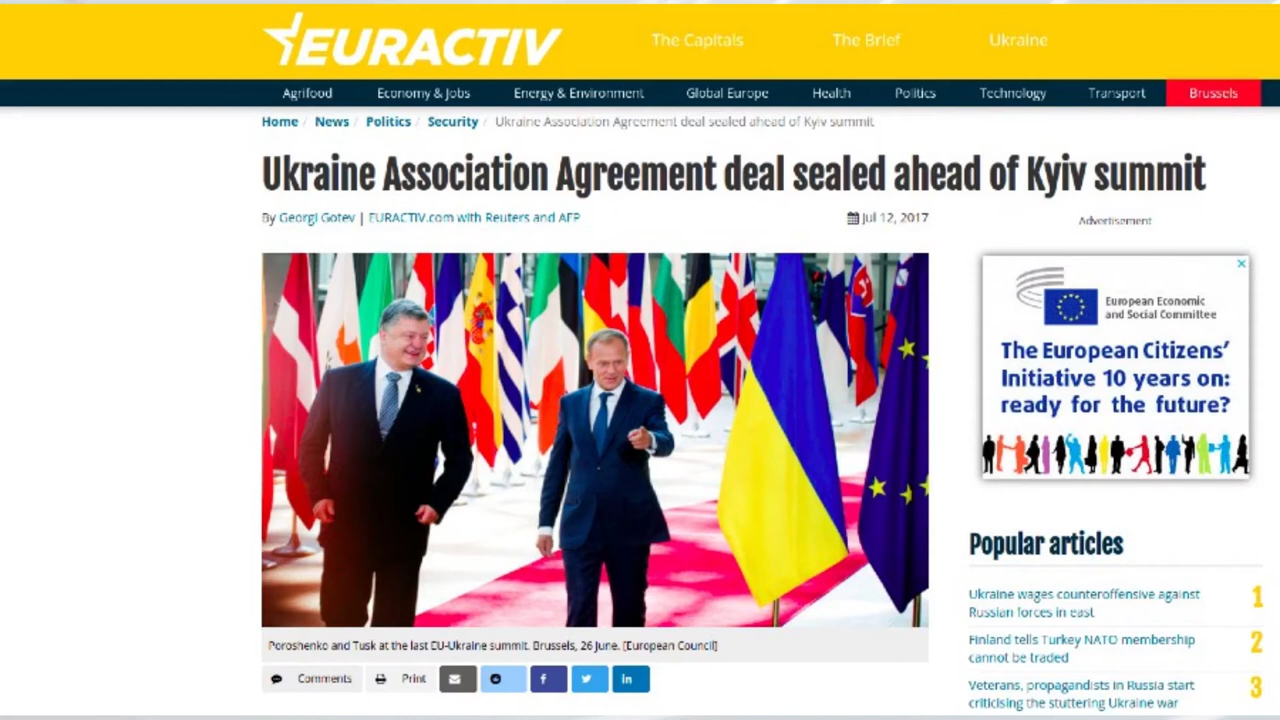 EURACTIV
The Capitals
The Brief
Ukraine
Agrifood
Economy & Jobs
Energy & Environment
Global Europe
Health
Politics
Technology
Transport
Brussels
Home / News / Politics / Security / Ukraine Association Agreement deal sealed ahead of Kyiv summit
Ukraine Association Agreement deal sealed ahead of Kyiv summit
By Georgi Gotev | EURACTIV.com with Reuters and AFP
Jul 12, 2017
Advertisement
European Economic
and Social Committee
The European Citizens'
Initiative 10 years on:
ready for the future?
Poroshenko and Tusk at the last EU-Ukraine summit. Brussels, 26 June. [European Council]
Comments
Print
Popular articles
Ukraine wages counteroffensive against
Russian forces in east
1
Finland tells Turkey NATO membership
cannot be traded
2
Veterans, propagandists in Russia start
criticising the stuttering Ukraine war
3